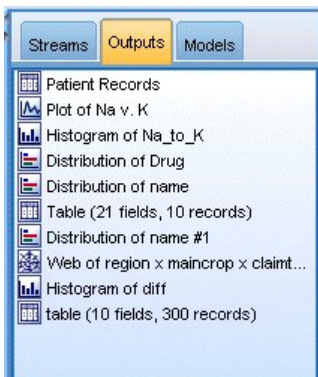 Streams Outputs Models
Patient Records
Plot of Na v. K
Histogram of Na_to_K
Distribution of Drug
Distribution of name
Table (21 fields, 10 records)
Distribution of name #1
Web of region x maincrop x claimt...
Histogram of diff
table (10 fields, 300 records)